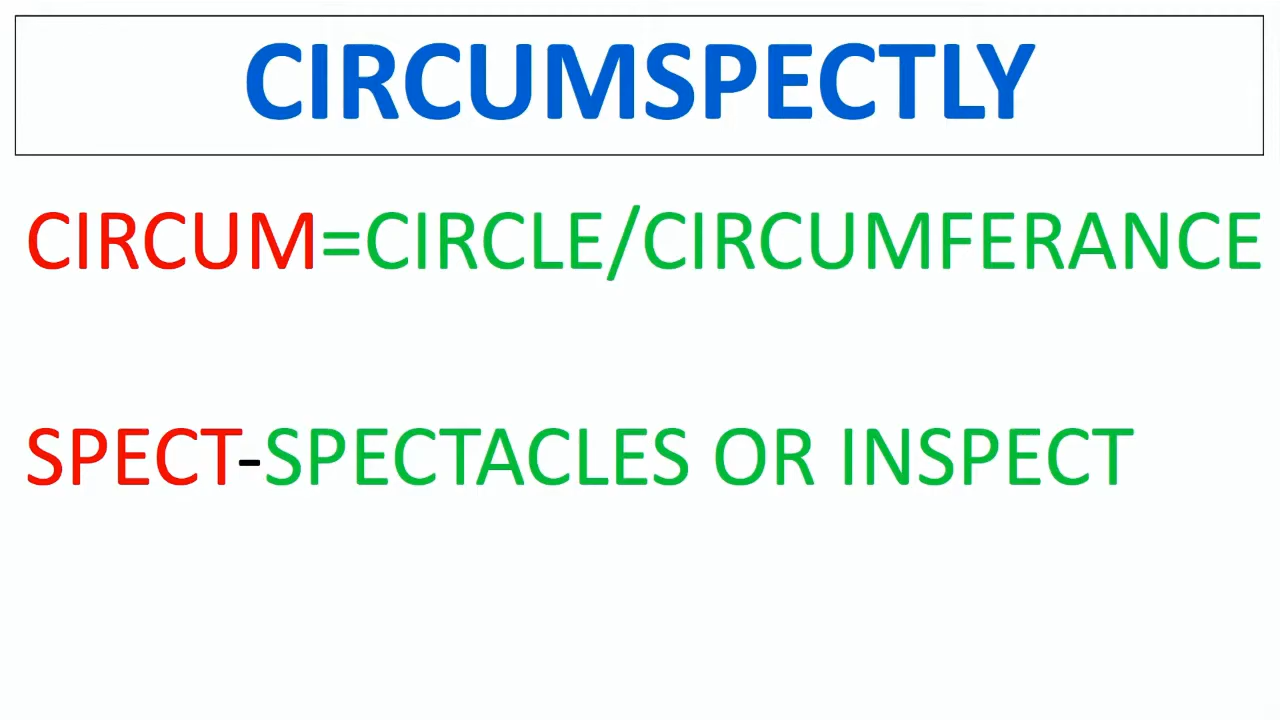 CIRCUMSPECTLY
CIRCUM=CIRCLE/CIRCUMFERANCE
SPECT-SPECTACLES OR INSPECT